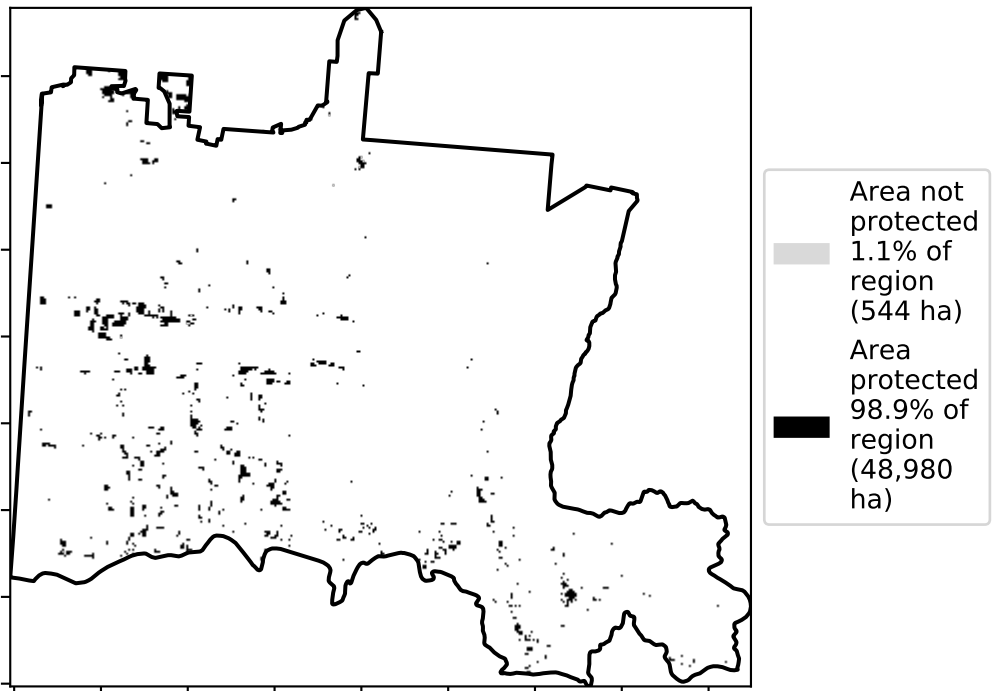 Area not
protected
1.1% of
region
(544 ha)
Area
protected
98.9% of
region
(48,980
ha)